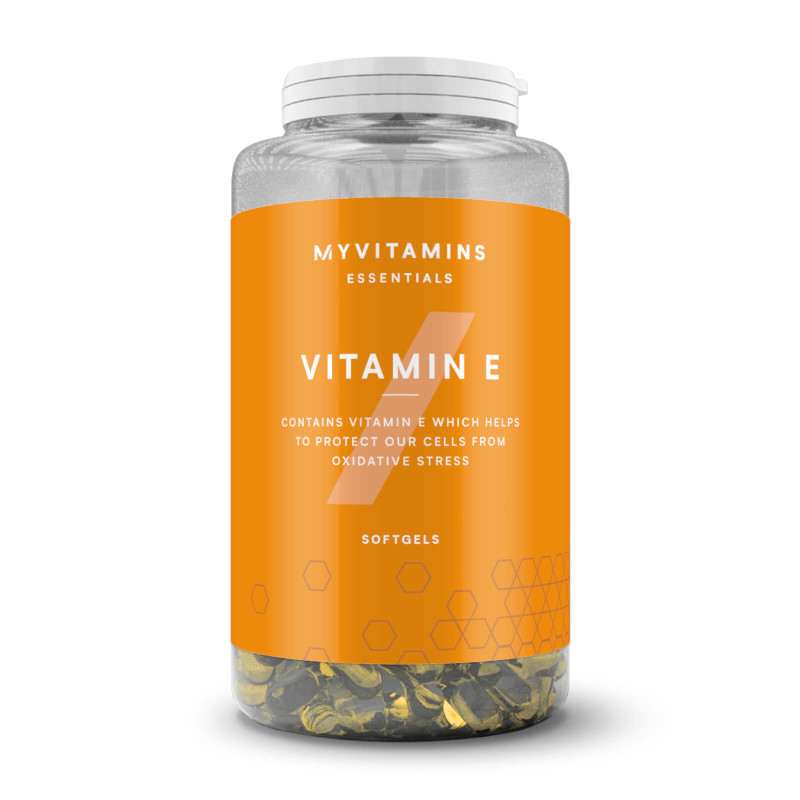 MYVITAMINS
ESSENTIALS
VITAMIN E
CONTAINS VITAMIN E WHICH HELPS
TO PROTECT OUR CELLS FROM
OXIDATIVE STRESS
SOFTGELS